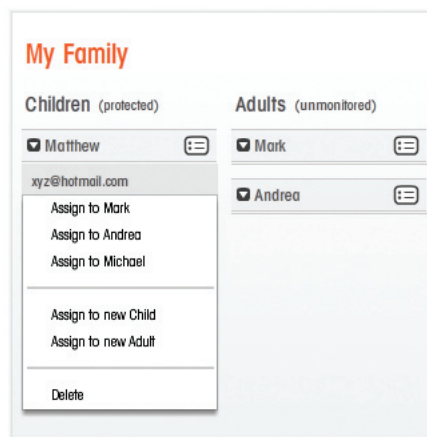 My Family
Children (protected)
Adults (unmonitored)
Matthew
Mark
xyz@hotmail.com
Andrea
Assign to Mark
Assign to Andrea
Assign to Michael
Assign to new Child
Assign to new Adult
Delete